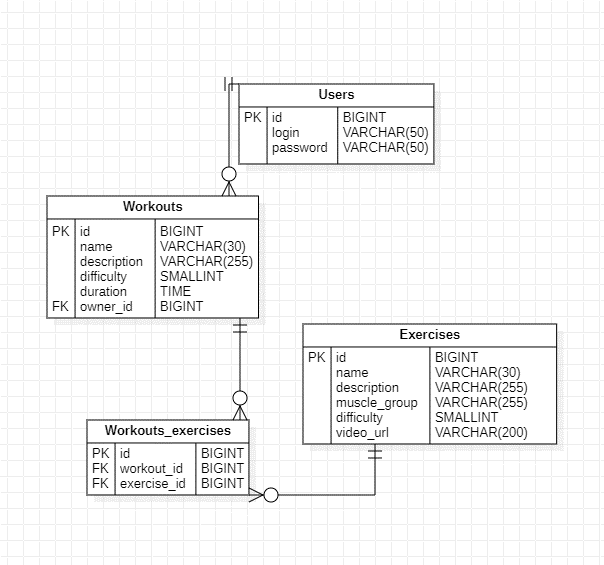 Users
PK id BIGINT
login VARCHAR(50)
password VARCHAR(50)
Workouts
PK id BIGINT
name VARCHAR(30)
description VARCHAR(255)
difficulty SMALLINT
duration TIME
FK owner_id BIGINT
Exercises
PK id BIGINT
name VARCHAR(30)
description VARCHAR(255)
muscle_group VARCHAR(255)
difficulty SMALLINT
video_url VARCHAR(200)
Workouts_exercises
PK id BIGINT
FK workout_id BIGINT
FK exercise_id BIGINT